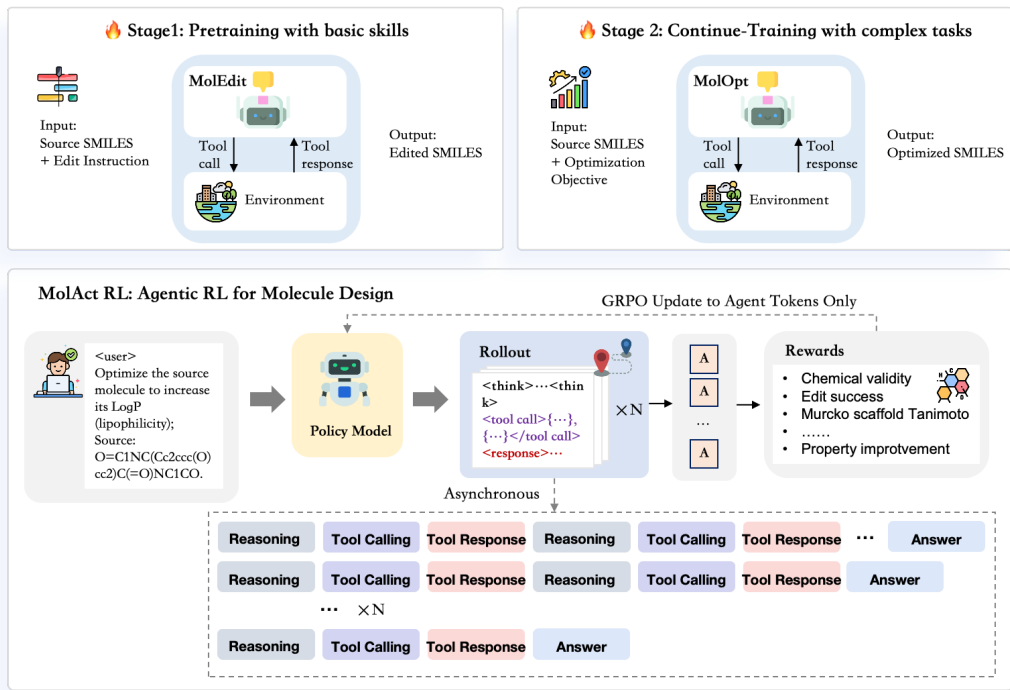 Stage1: Pretraining with basic skills
MolEdit
Input:
Source SMILES
+ Edit Instruction
Tool
call
Tool
response
Environment
Output:
Edited SMILES
Stage 2: Continue-Training with complex tasks
MolOpt
Input:
Source SMILES
+ Optimization
Objective
Tool
call
Tool
response
Environment
Output:
Optimized SMILES
MolAct RL: Agentic RL for Molecule Design
GRPO Update to Agent Tokens Only
<user>
Optimize the source
molecule to increase
its LogP
(lipophilicity);
Source:
O=C1NC(Cc2ccc(O)
cc2)C(=O)NC1CO.
Policy Model
Rollout
<think>…<thin
k>
<tool call>{…},
{…}</tool call>
<response>…
×N
A
A
…
A
Rewards
• Chemical validity
• Edit success
• Murcko scaffold Tanimoto
• ……
• Property improtvement
N C O
Asynchronous
Reasoning Tool Calling Tool Response Reasoning Tool Calling Tool Response … Answer
Reasoning Tool Calling Tool Response Reasoning Tool Calling Tool Response Answer
… ×N
Reasoning Tool Calling Tool Response Answer